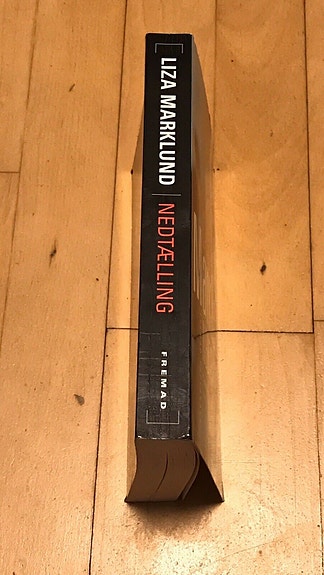 LIZA MARKLUND | NEDTÆLLING
FREMAD